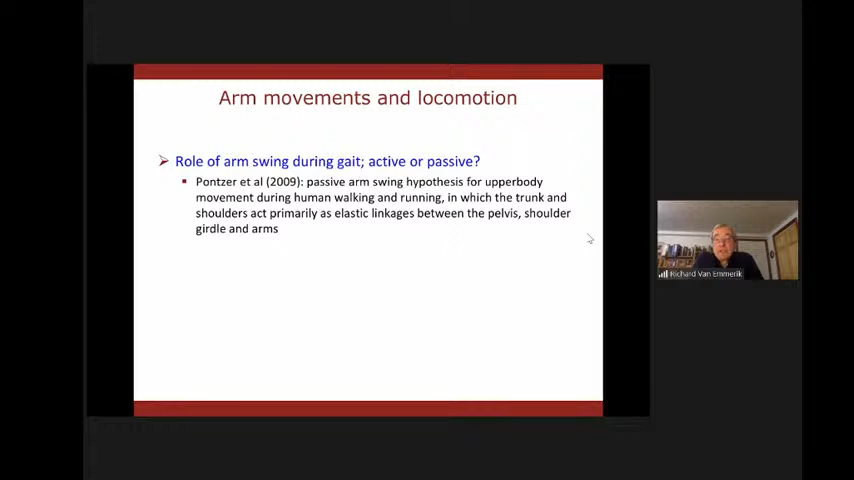 Arm movements and locomotion
Role of arm swing during gait; active or passive?
Pontzer et al (2009): passive arm swing hypothesis for upperbody
movement during human walking and running, in which the trunk and
shoulders act primarily as elastic linkages between the pelvis, shoulder
girdle and arms
Richard Van Emmerik